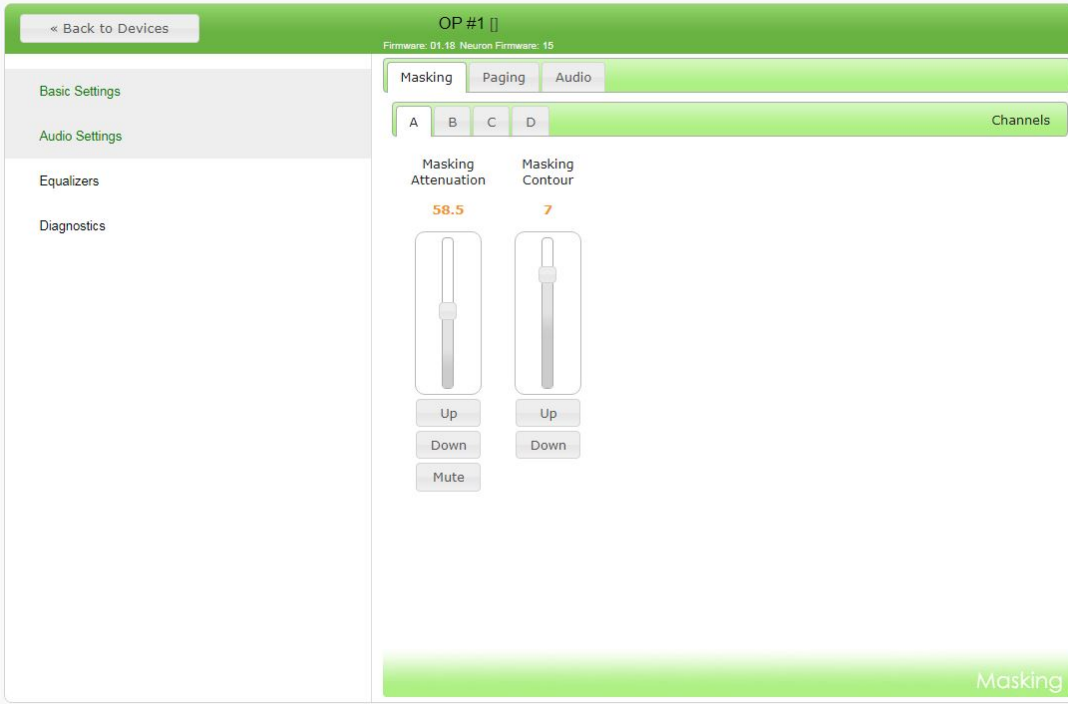 « Back to Devices
OP #1 []
Firmware: 01.18 Neuron Firmware: 15
Basic Settings
Audio Settings
Equalizers
Diagnostics
Masking Paging Audio
A B C D Channels
Masking Masking
Attenuation Contour
58.5 7
Up Up
Down Down
Mute
Masking